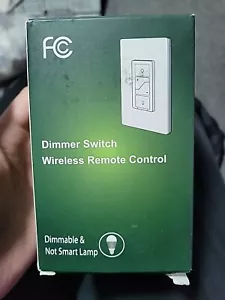 FC
Dimmer Switch
Wireless Remote Control
Dimmable &
Not Smart Lamp